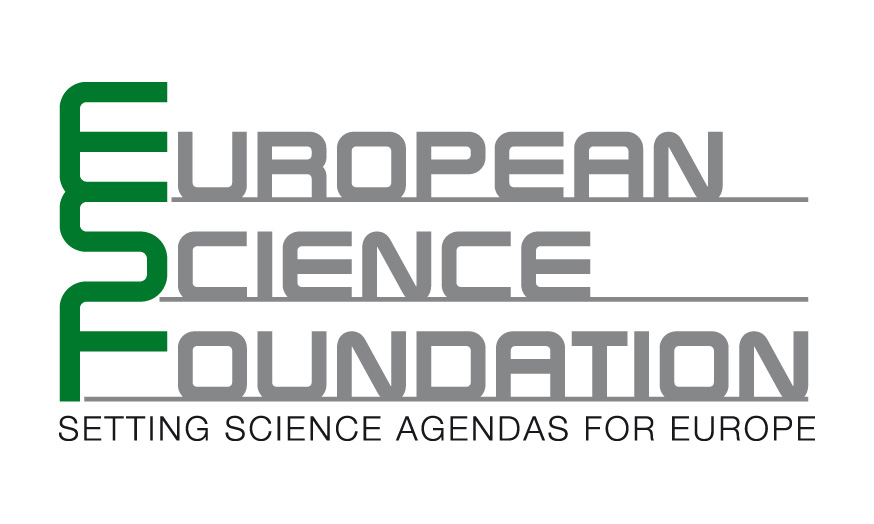 EUROPEAN
SCIENCE
FOUNDATION
SETTING SCIENCE AGENDAS FOR EUROPE